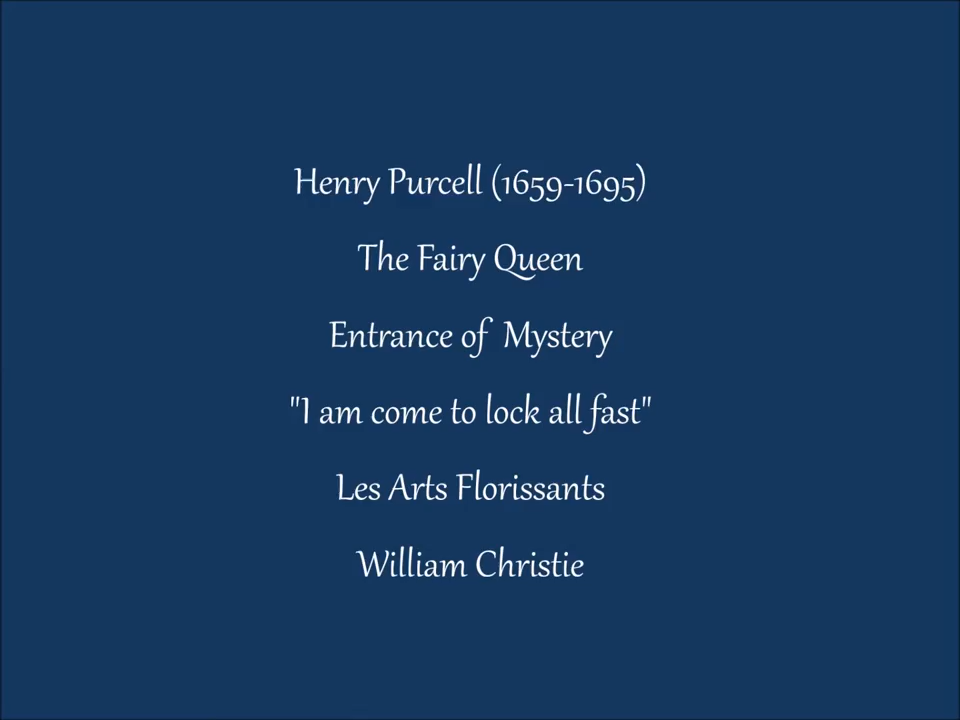 Henry Purcell (1659-1695)
The Fairy Queen
Entrance of Mystery
"I am come to lock all fast"
Les Arts Florissants
William Christie